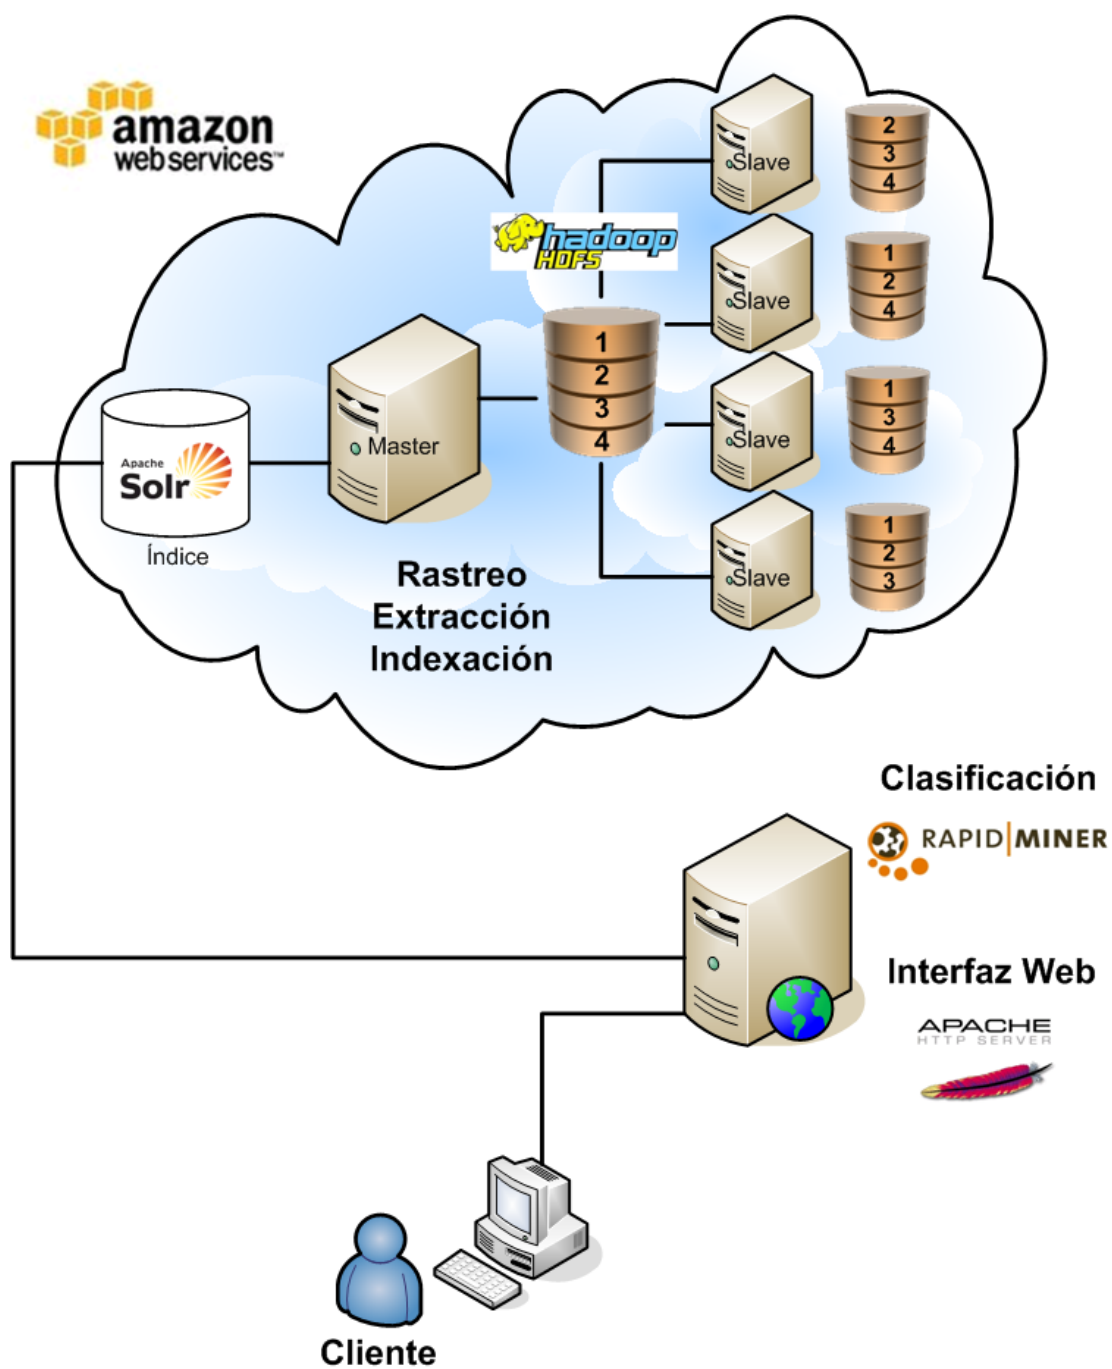 amazon
webservices™
Slave
2
3
4
hadoop
HDFS
Slave
1
2
4
1
2
3
4
Master
Slave
1
3
4
Apache
Solr
Índice
Slave
1
2
3
Rastreo
Extracción
Indexación
Clasificación
RAPID|MINER
Interfaz Web
APACHE
HTTP SERVER
Cliente